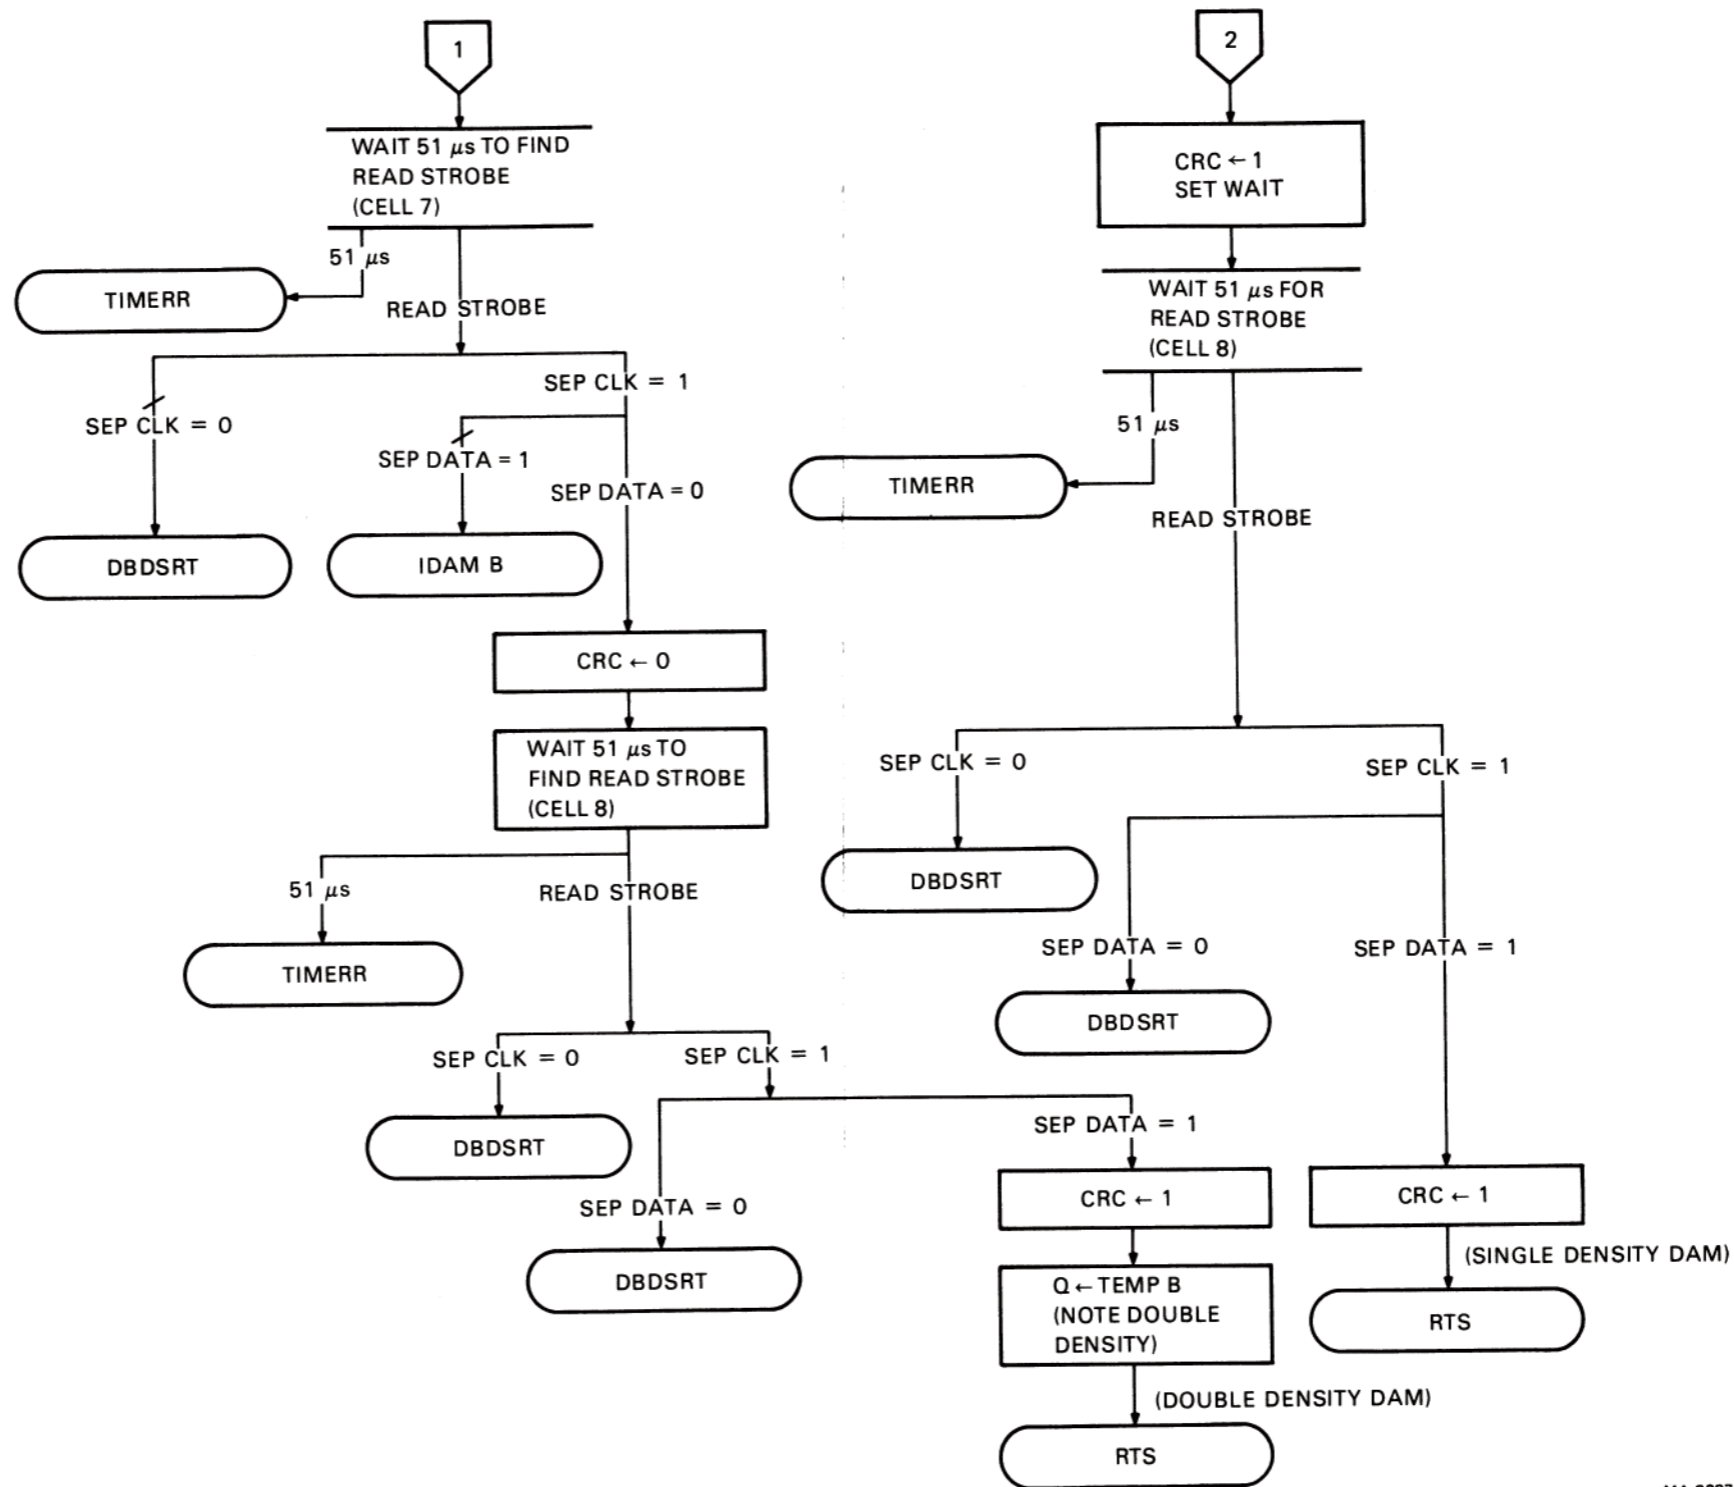 1
WAIT 51 μs TO FIND
READ STROBE
(CELL 7)
51 μs
TIMERR
READ STROBE
SEP CLK = 0
SEP CLK = 1
SEP DATA = 1
SEP DATA = 0
DBDSRT
IDAM B
CRC ← 0
WAIT 51 μs TO
FIND READ STROBE
(CELL 8)
51 μs
READ STROBE
TIMERR
SEP CLK = 0
SEP CLK = 1
DBDSRT
SEP DATA = 0
DBDSRT
SEP DATA = 1
CRC ← 1
Q ← TEMP B
(NOTE DOUBLE
DENSITY)
(DOUBLE DENSITY DAM)
RTS
2
CRC ← 1
SET WAIT
WAIT 51 μs FOR
READ STROBE
(CELL 8)
51 μs
TIMERR
READ STROBE
SEP CLK = 0
SEP CLK = 1
DBDSRT
SEP DATA = 0
SEP DATA = 1
DBDSRT
CRC ← 1
(SINGLE DENSITY DAM)
RTS